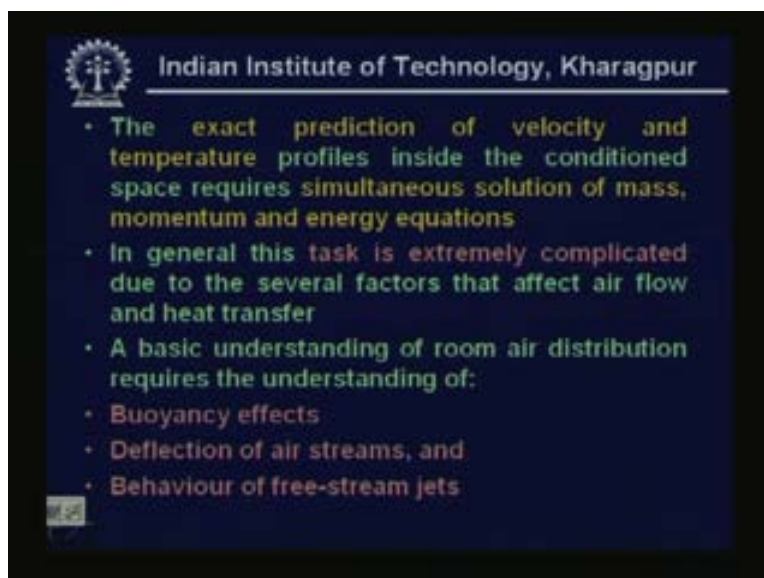 Indian Institute of Technology, Kharagpur
• The exact prediction of velocity and
temperature profiles inside the conditioned
space requires simultaneous solution of mass,
momentum and energy equations
• In general this task is extremely complicated
due to the several factors that affect air flow
and heat transfer
• A basic understanding of room air distribution
requires the understanding of:
• Buoyancy effects
• Deflection of air streams, and
• Behaviour of free-stream jets